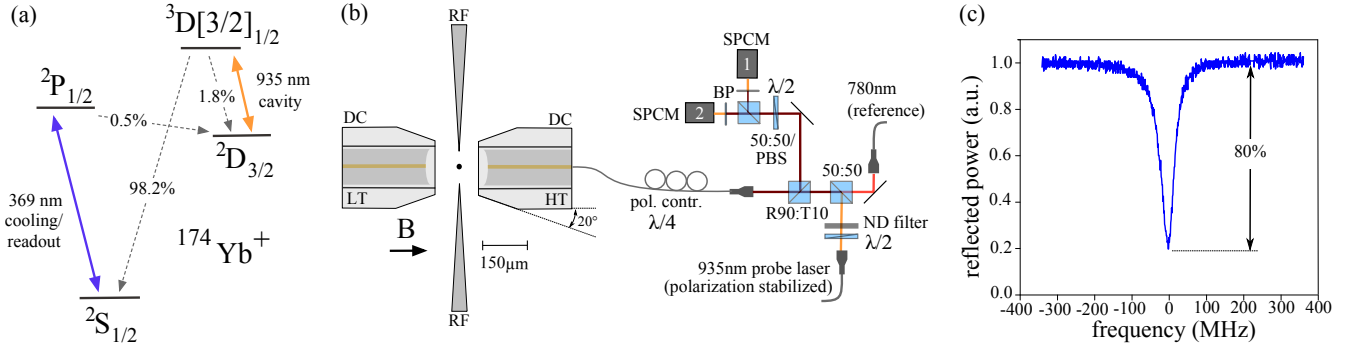 (a)
³D[3/2]₁/₂
²P₁/₂
935 nm
cavity
1.8%
0.5%
²D₃/₂
98.2%
369 nm
cooling/
readout
¹⁷⁴Yb⁺
²S₁/₂
(b)
RF
DC
DC
LT
HT
20°
B
150μm
RF
pol. contr.
λ/4
SPCM
1
BP
λ/2
SPCM
2
50:50/
PBS
780nm
(reference)
50:50
R90:T10
ND filter
λ/2
935nm probe laser
(polarization stabilized)
(c)
reflected power (a.u.)
1.0
0.8
0.6
0.4
0.2
0.0
80%
-400 -300 -200 -100 0 100 200 300 400
frequency (MHz)